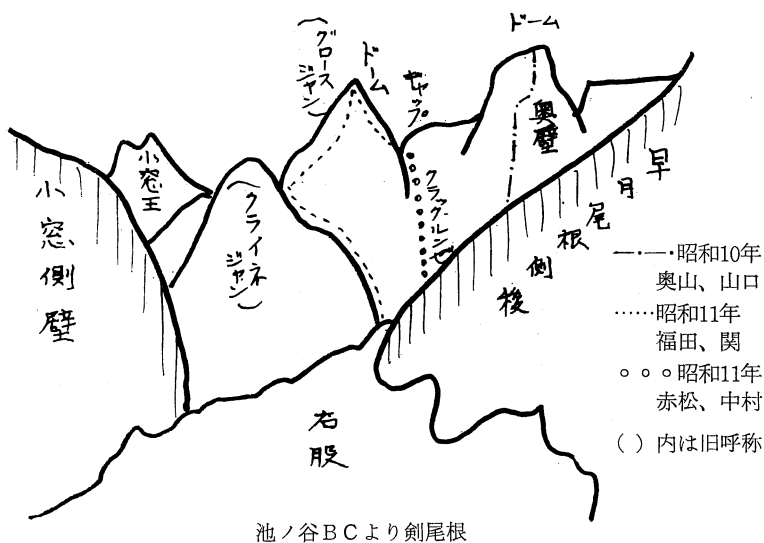 ドーム
(グロースジャン)
ドーム
ギャップ
小窓王
奥壁
小窓側壁
(クライネジャン)
クラックルンゼ
早月尾根側稜
右股
—・—・昭和10年
奥山、山口
……昭和11年
福田、関
○○○昭和11年
赤松、中村
( )内は旧呼称
池ノ谷BCより剣尾根